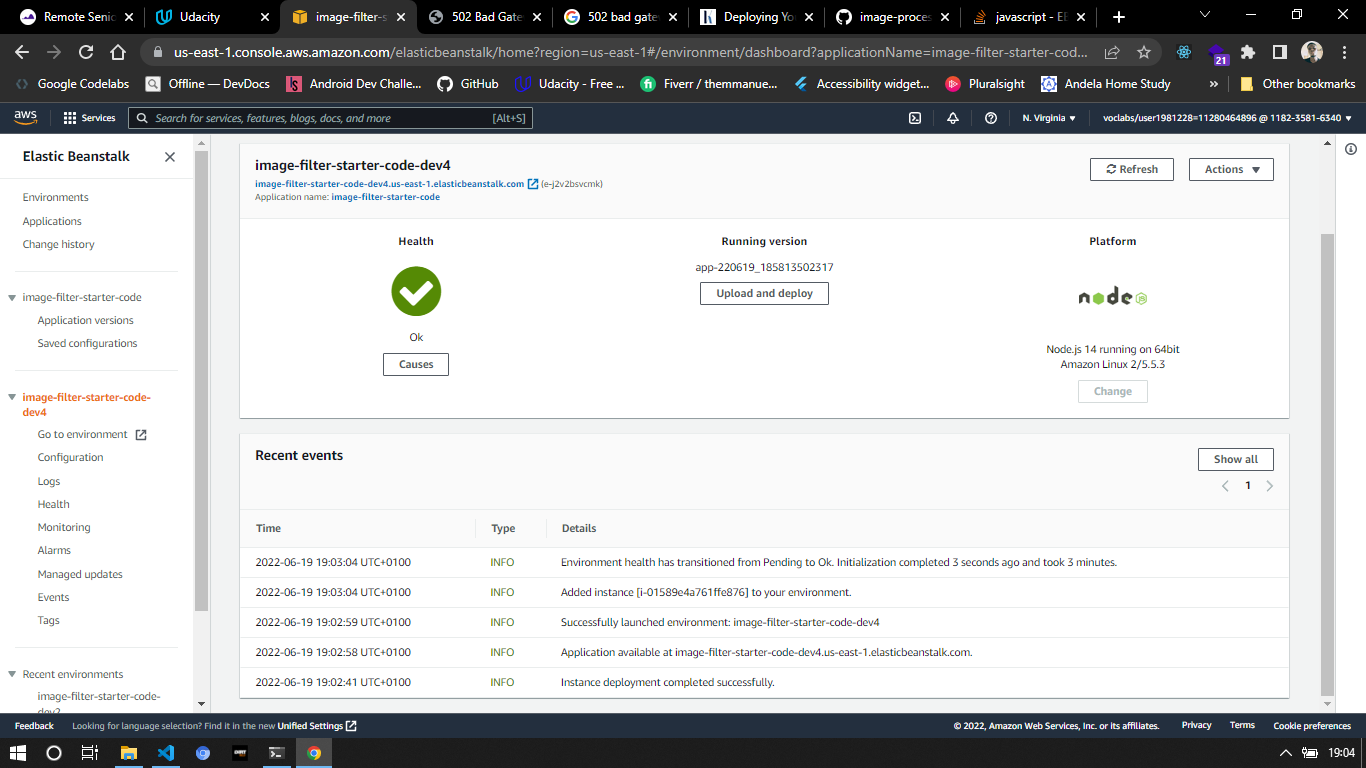 Remote Senic
Udacity
image-filter-s
502 Bad Gate
502 bad gate
Deploying Yo
image-proces
javascript - EF
us-east-1.console.aws.amazon.com/elasticbeanstalk/home?region=us-east-1#/environment/dashboard?applicationName=image-filter-starter-cod...
21
Google Codelabs
Offline — DevDocs
Android Dev Challe...
GitHub
Udacity - Free ...
Fiverr / themmanue...
Accessibility widget...
Pluralsight
Andela Home Study
»
Other bookmarks
aws
Services
Search for services, features, blogs, docs, and more
[Alt+S]
N. Virginia
voclabs/user1981228=11280464896 @ 1182-3581-6340
Elastic Beanstalk
Environments
Applications
Change history
image-filter-starter-code
Application versions
Saved configurations
image-filter-starter-code-
dev4
Go to environment
Configuration
Logs
Health
Monitoring
Alarms
Managed updates
Events
Tags
Recent environments
image-filter-starter-code-
dev2
image-filter-starter-code-dev4
image-filter-starter-code-dev4.us-east-1.elasticbeanstalk.com (e-j2v2bsvcmk)
Application name: image-filter-starter-code
Refresh
Actions
Health
Ok
Causes
Running version
app-220619_185813502317
Upload and deploy
Platform
node JS
Node.js 14 running on 64bit
Amazon Linux 2/5.5.3
Change
Recent events
Show all
1
Time Type Details
2022-06-19 19:03:04 UTC+0100 INFO Environment health has transitioned from Pending to Ok. Initialization completed 3 seconds ago and took 3 minutes.
2022-06-19 19:03:04 UTC+0100 INFO Added instance [i-01589e4a761ffe876] to your environment.
2022-06-19 19:02:59 UTC+0100 INFO Successfully launched environment: image-filter-starter-code-dev4
2022-06-19 19:02:58 UTC+0100 INFO Application available at image-filter-starter-code-dev4.us-east-1.elasticbeanstalk.com.
2022-06-19 19:02:41 UTC+0100 INFO Instance deployment completed successfully.
Feedback
Looking for language selection? Find it in the new Unified Settings
© 2022, Amazon Web Services, Inc. or its affiliates.
Privacy
Terms
Cookie preferences
19:04